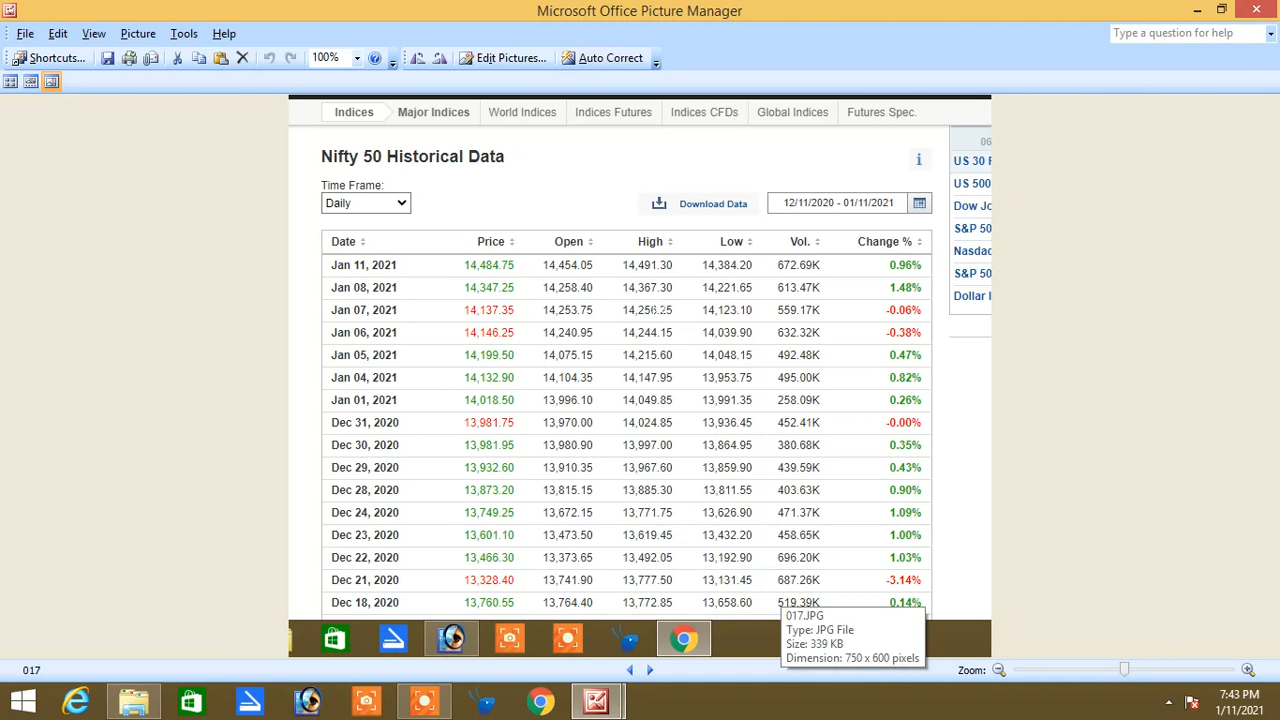 Microsoft Office Picture Manager
File Edit View Picture Tools Help
Type a question for help
Shortcuts... 100% Edit Pictures... Auto Correct
Indices Major Indices World Indices Indices Futures Indices CFDs Global Indices Futures Spec.
Nifty 50 Historical Data
06
US 30
US 500
Dow Jo
S&P 50
Nasdac
S&P 50
Dollar I
Time Frame:
Daily Download Data 12/11/2020 - 01/11/2021
Date Price Open High Low Vol. Change %
Jan 11, 2021 14,484.75 14,454.05 14,491.30 14,384.20 672.69K 0.96%
Jan 08, 2021 14,347.25 14,258.40 14,367.30 14,221.65 613.47K 1.48%
Jan 07, 2021 14,137.35 14,253.75 14,256.25 14,123.10 559.17K -0.06%
Jan 06, 2021 14,146.25 14,240.95 14,244.15 14,039.90 632.32K -0.38%
Jan 05, 2021 14,199.50 14,075.15 14,215.60 14,048.15 492.48K 0.47%
Jan 04, 2021 14,132.90 14,104.35 14,147.95 13,953.75 495.00K 0.82%
Jan 01, 2021 14,018.50 13,996.10 14,049.85 13,991.35 258.09K 0.26%
Dec 31, 2020 13,981.75 13,970.00 14,024.85 13,936.45 452.41K -0.00%
Dec 30, 2020 13,981.95 13,980.90 13,997.00 13,864.95 380.68K 0.35%
Dec 29, 2020 13,932.60 13,910.35 13,967.60 13,859.90 439.59K 0.43%
Dec 28, 2020 13,873.20 13,815.15 13,885.30 13,811.55 403.63K 0.90%
Dec 24, 2020 13,749.25 13,672.15 13,771.75 13,626.90 471.37K 1.09%
Dec 23, 2020 13,601.10 13,473.50 13,619.45 13,432.20 458.65K 1.00%
Dec 22, 2020 13,466.30 13,373.65 13,492.05 13,192.90 696.20K 1.03%
Dec 21, 2020 13,328.40 13,741.90 13,777.50 13,131.45 687.26K -3.14%
Dec 18, 2020 13,760.55 13,764.40 13,772.85 13,658.60 519.39K 0.14%
017.JPG
Type: JPG File
Size: 339 KB
Dimension: 750 x 600 pixels
017 Zoom:
7:43 PM
1/11/2021